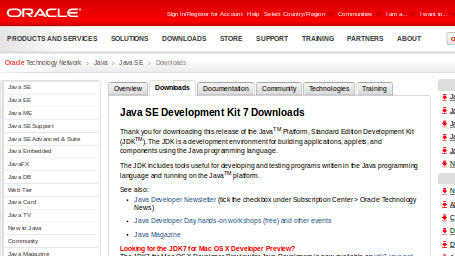 ORACLE
Sign In/Register for Account Help Select Country/Region Communities I am a... I want to...
PRODUCTS AND SERVICES SOLUTIONS DOWNLOADS STORE SUPPORT TRAINING PARTNERS ABOUT
Oracle Technology Network > Java > Java SE > Downloads
Java SE
Java EE
Java ME
Java SE Support
Java SE Advanced & Suite
Java Embedded
JavaFX
Java DB
Web Tier
Java Card
Java TV
New to Java
Community
Java Magazine
Overview Downloads Documentation Community Technologies Training
Java SE Development Kit 7 Downloads
Thank you for downloading this release of the Java™ Platform, Standard Edition Development Kit
(JDK™). The JDK is a development environment for building applications, applets, and
components using the Java programming language.
The JDK includes tools useful for developing and testing programs written in the Java programming
language and running on the Java™ platform.
See also:
• Java Developer Newsletter (tick the checkbox under Subscription Center > Oracle Technology
News)
• Java Developer Day hands-on workshops (free) and other events
• Java Magazine
Looking for the JDK7 for Mac OS X Developer Preview?